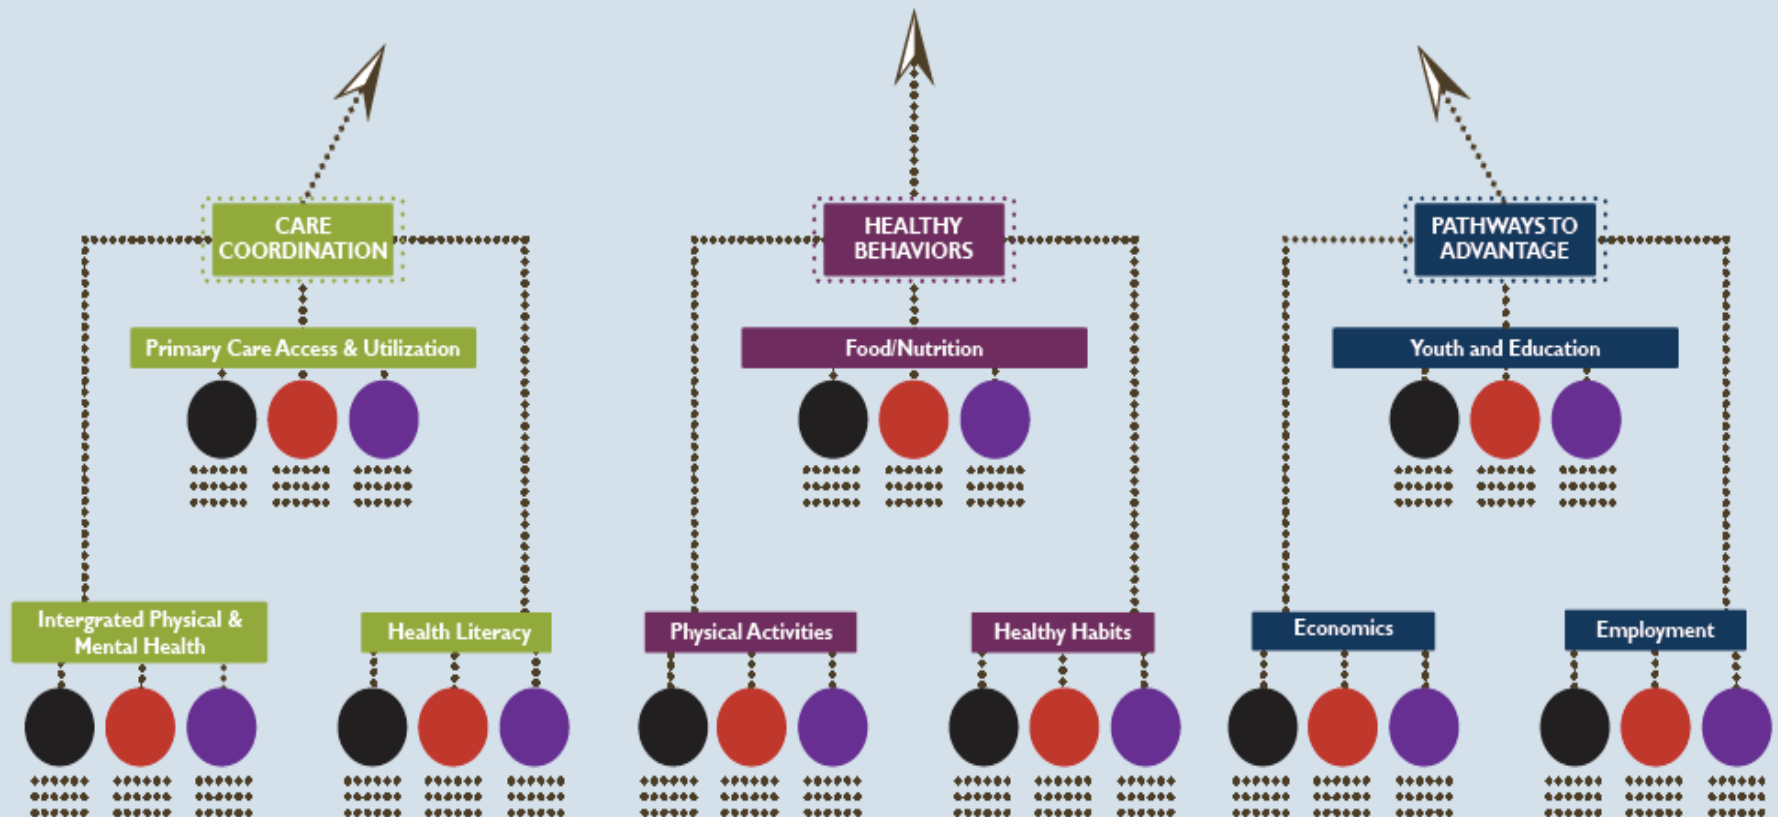 CARE
COORDINATION
HEALTHY
BEHAVIORS
PATHWAYS TO
ADVANTAGE
Primary Care Access & Utilization
Food/Nutrition
Youth and Education
Intergrated Physical &
Mental Health
Health Literacy
Physical Activities
Healthy Habits
Economics
Employment